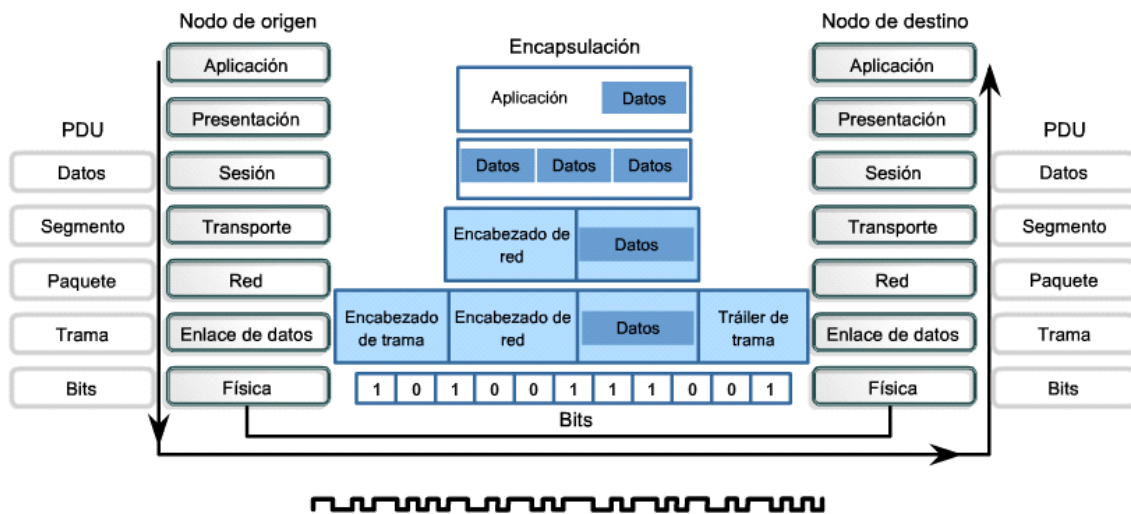 Nodo de origen
Nodo de destino
Encapsulación
Aplicación
Aplicación
Datos
Aplicación
PDU
Presentación
Presentación
PDU
Datos
Sesión
Datos
Datos
Datos
Sesión
Datos
Segmento
Transporte
Encabezado de
red
Datos
Transporte
Segmento
Paquete
Red
Red
Paquete
Trama
Enlace de datos
Encabezado
de trama
Encabezado de
red
Datos
Tráiler de
trama
Enlace de datos
Trama
Bits
Física
1 0 1 0 0 1 1 1 0 0 1
Física
Bits
Bits